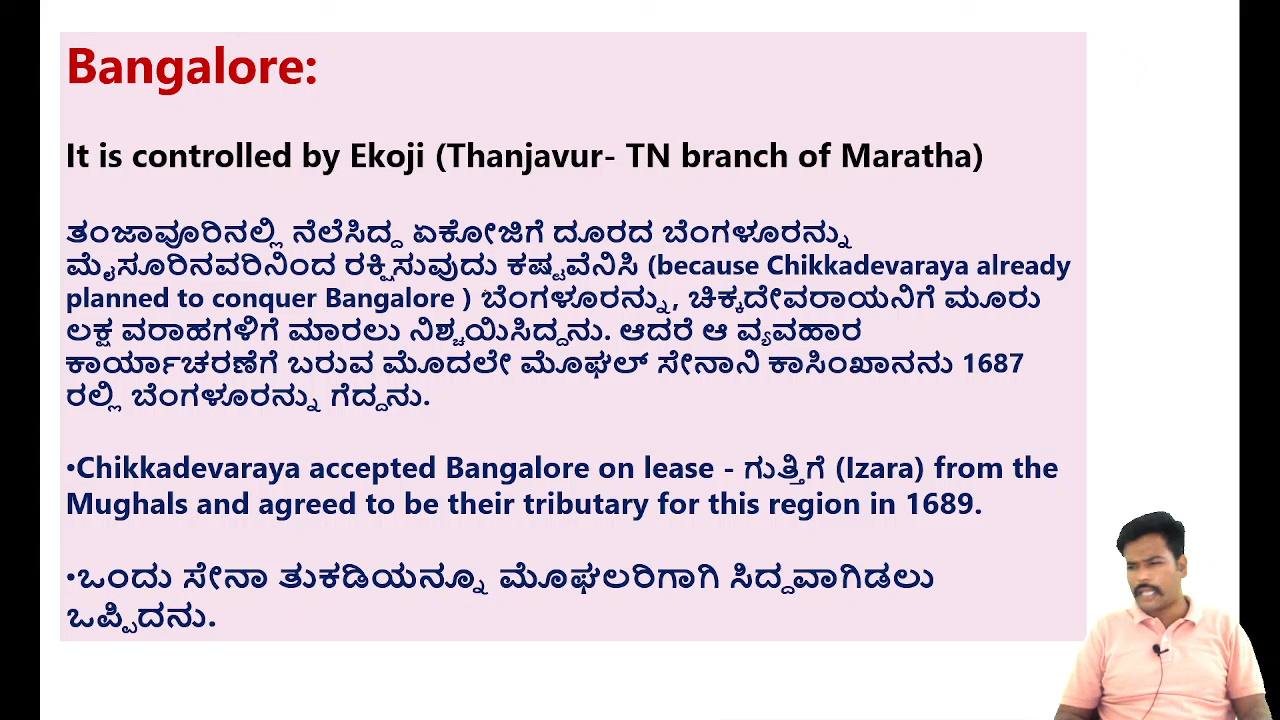 Bangalore:
It is controlled by Ekoji (Thanjavur- TN branch of Maratha)
ತಂಜಾವೂರಿನಲ್ಲಿ ನೆಲೆಸಿದ್ದ ಏಕೋಜಿಗೆ ದೂರದ ಬೆಂಗಳೂರನ್ನು
ಮೈಸೂರಿನವರಿನಿಂದ ರಕ್ಷಿಸುವುದು ಕಷ್ಟವೆನಿಸಿ (because Chikkadevaraya already
planned to conquer Bangalore ) ಬೆಂಗಳೂರನ್ನು, ಚಿಕ್ಕದೇವರಾಯನಿಗೆ ಮೂರು
ಲಕ್ಷ ವರಾಹಗಳಿಗೆ ಮಾರಲು ನಿಶ್ಚಯಿಸಿದ್ದನು. ಆದರೆ ಆ ವ್ಯವಹಾರ
ಕಾರ್ಯಾಚರಣೆಗೆ ಬರುವ ಮೊದಲೇ ಮೊಘಲ್ ಸೇನಾನಿ ಕಾಸಿಂಖಾನನು 1687
ರಲ್ಲಿ ಬೆಂಗಳೂರನ್ನು ಗೆದ್ದನು.
•Chikkadevaraya accepted Bangalore on lease - ಗುತ್ತಿಗೆ (Izara) from the
Mughals and agreed to be their tributary for this region in 1689.
•ಒಂದು ಸೇನಾ ತುಕಡಿಯನ್ನೂ ಮೊಘಲರಿಗಾಗಿ ಸಿದ್ದವಾಗಿಡಲು
ಒಪ್ಪಿದನು.